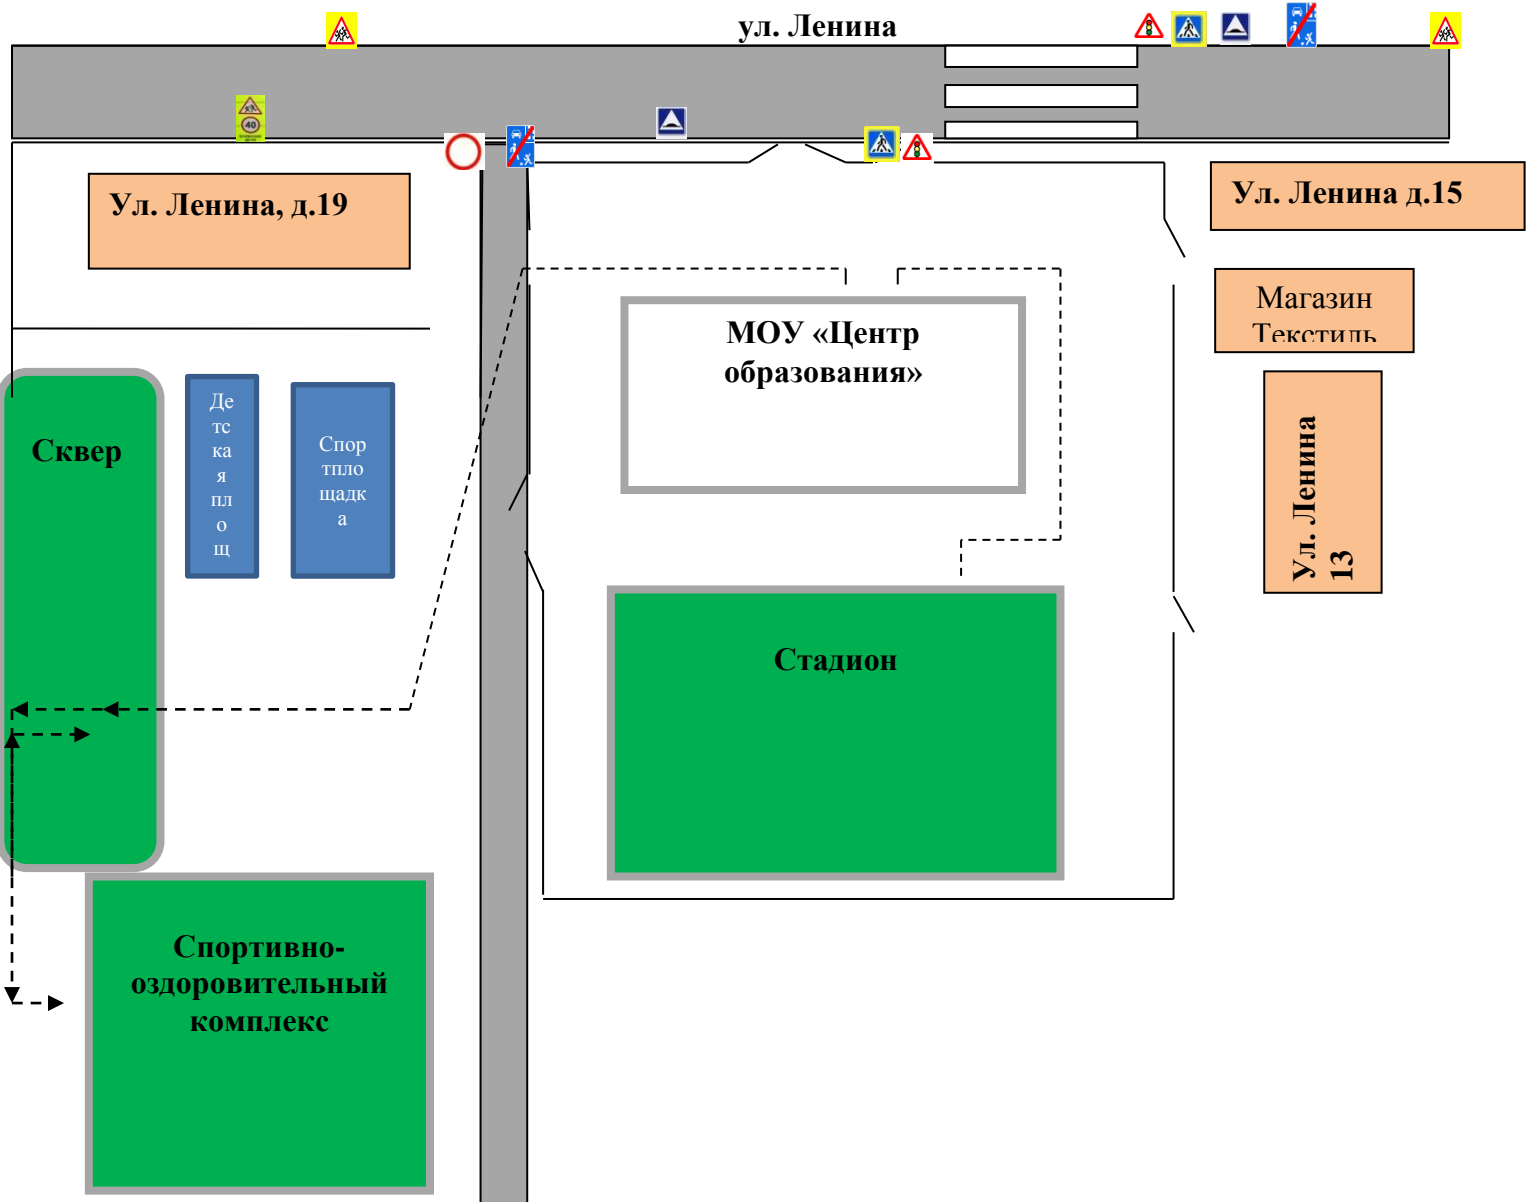 ул. Ленина
40
Ул. Ленина, д.19
Ул. Ленина д.15
Магазин
Текстиль
МОУ «Центр
образования»
Ул. Ленина
13
Сквер
Де
тс
ка
я
пл
о
щ
Спор
тпло
щадк
а
Стадион
Спортивно-
оздоровительный
комплекс